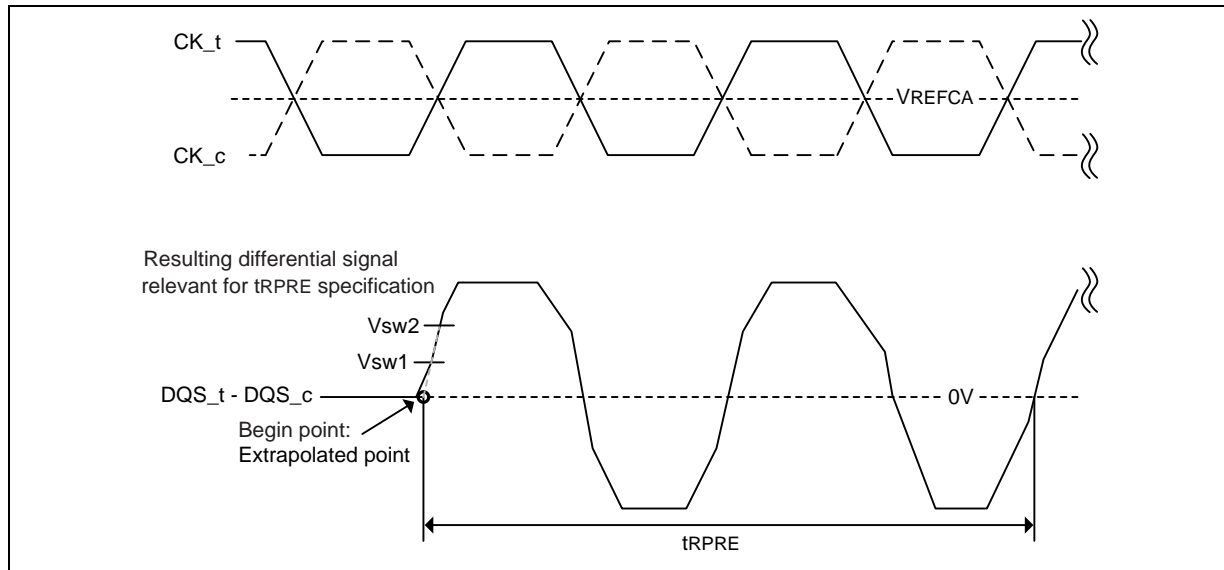 CK_t
VREFCA
CK_c
Resulting differential signal
relevant for tRPRE specification
Vsw2
Vsw1
DQS_t - DQS_c
0V
Begin point:
Extrapolated point
tRPRE